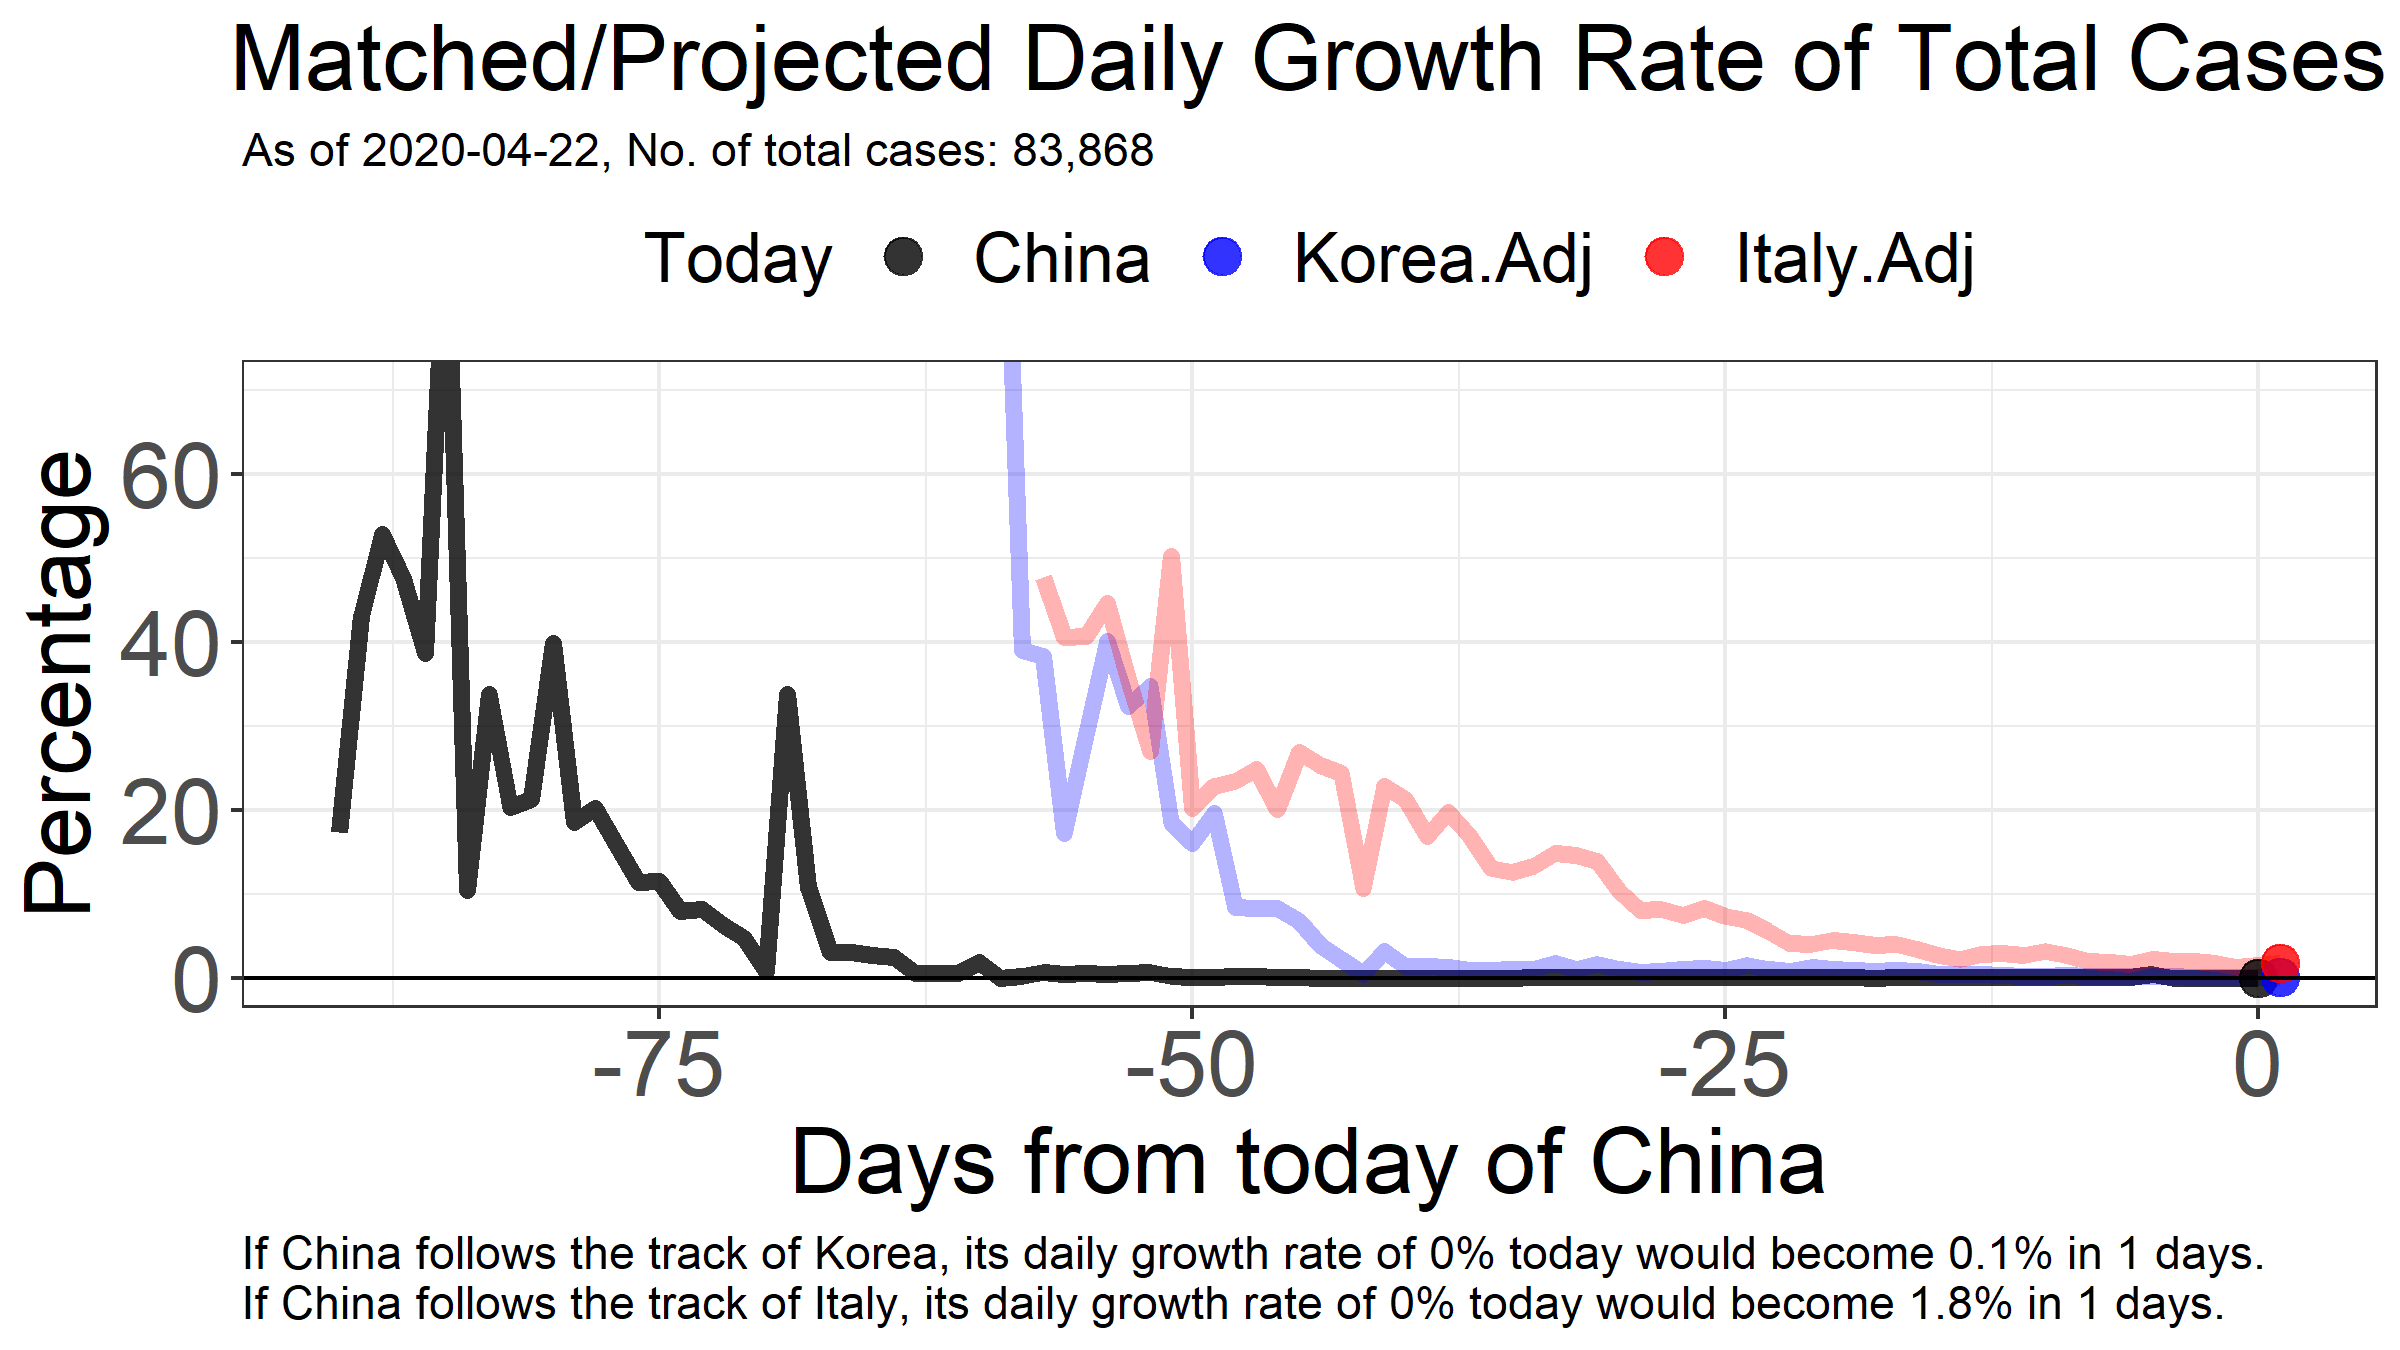 Matched/Projected Daily Growth Rate of Total Cases
As of 2020-04-22, No. of total cases: 83,868
Today China Korea.Adj Italy.Adj
Percentage
60
40
20
0
-75 -50 -25 0
Days from today of China
If China follows the track of Korea, its daily growth rate of 0% today would become 0.1% in 1 days.
If China follows the track of Italy, its daily growth rate of 0% today would become 1.8% in 1 days.